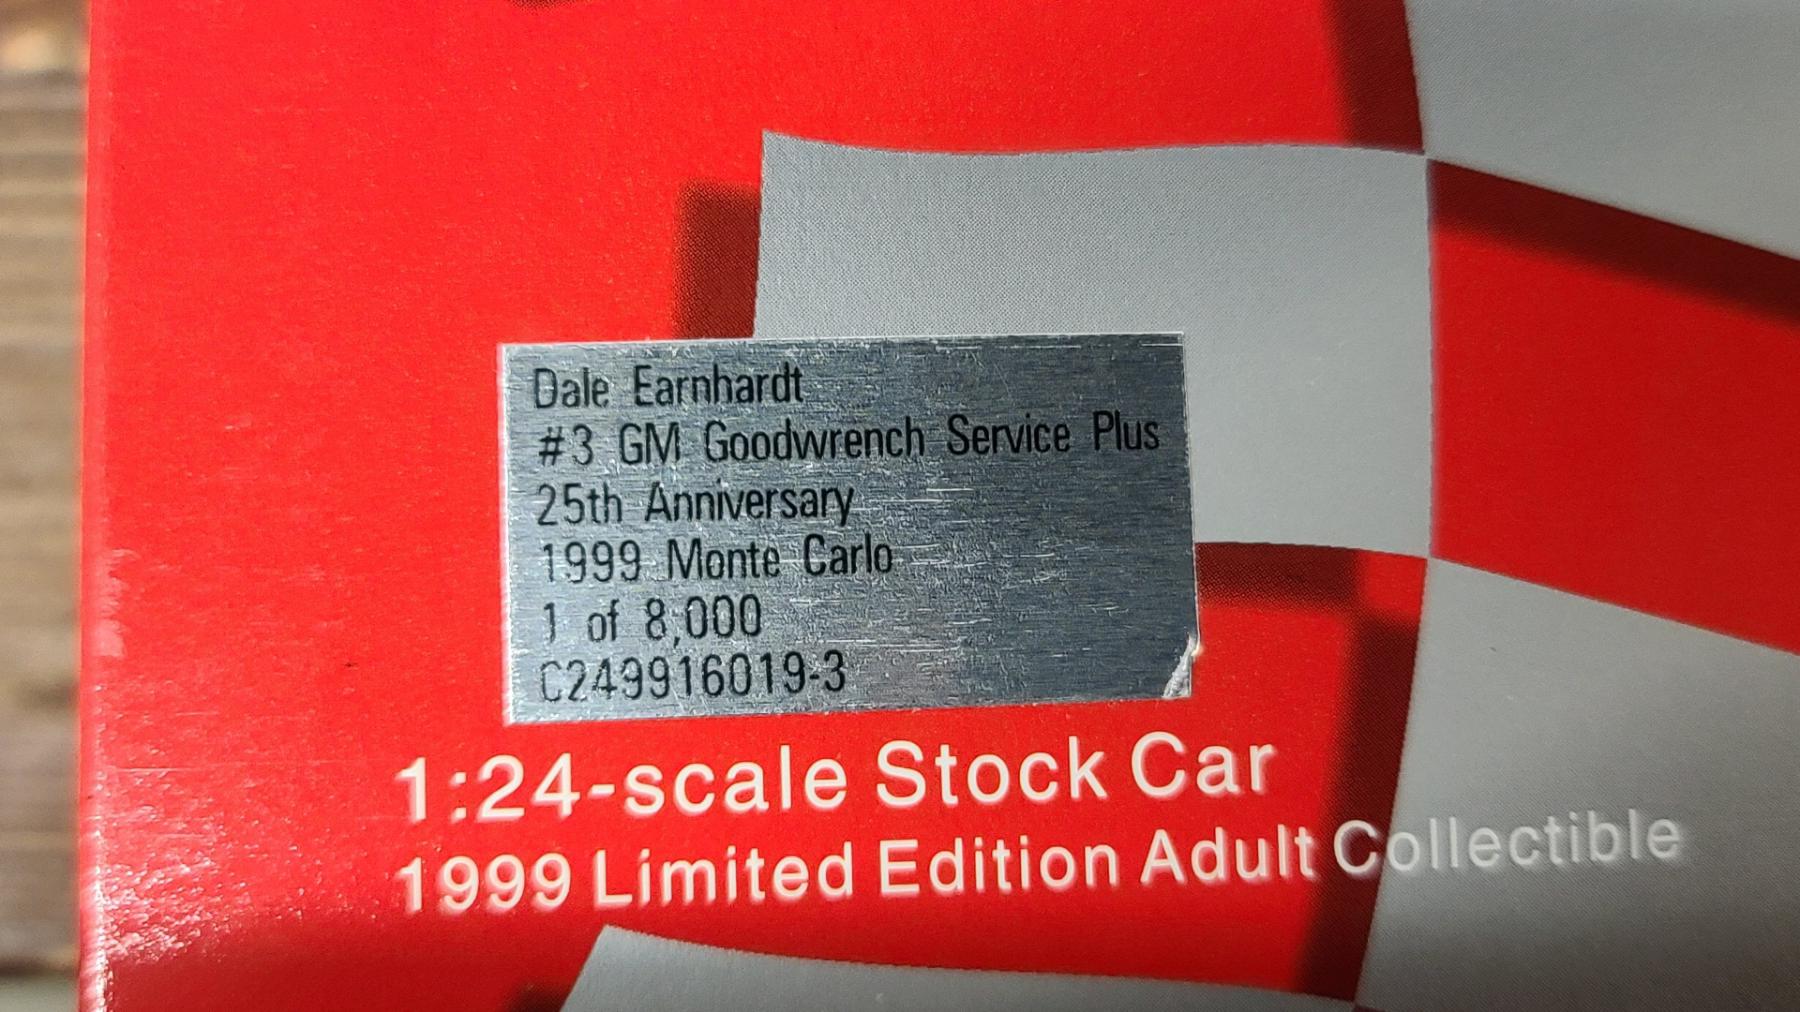 Dale Earnhardt
#3 GM Goodwrench Service Plus
25th Anniversary
1999 Monte Carlo
1 of 8,000
C249916019-3
1:24-scale Stock Car
1999 Limited Edition Adult Collectible